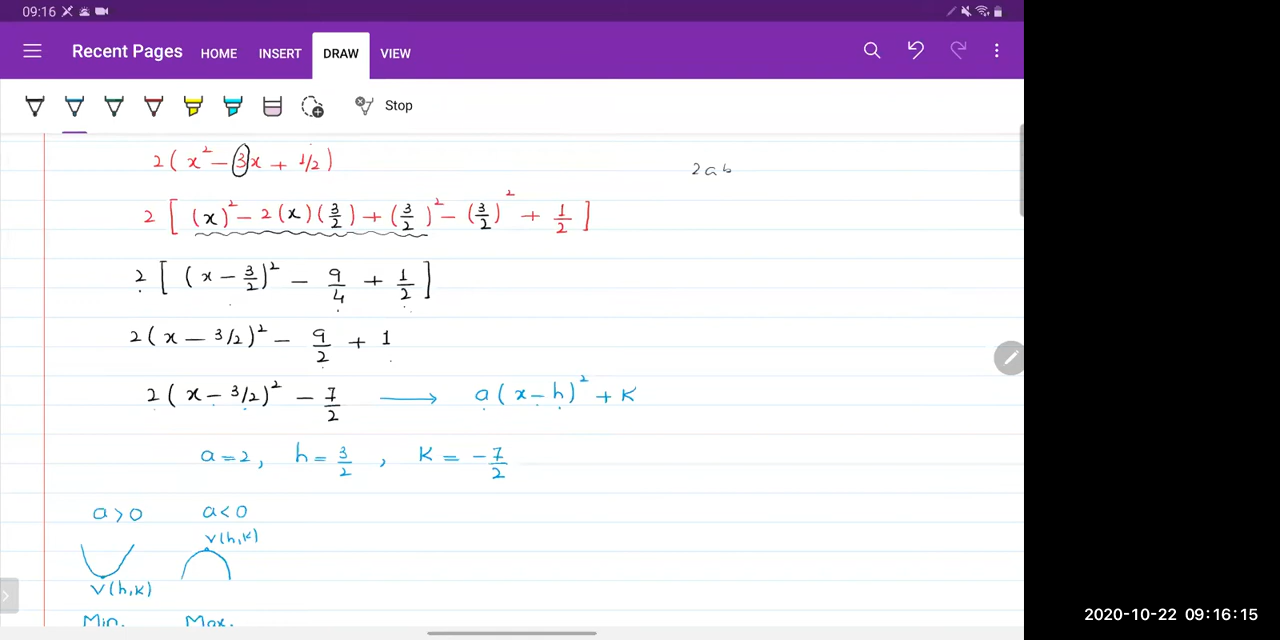 09:16
Recent Pages HOME INSERT DRAW VIEW
Stop
2(x² - 3x + 1/2)
2ab
2[(x)² - 2(x)(3/2) + (3/2)² - (3/2)² + 1/2]
2[(x - 3/2)² - 9/4 + 1/2]
2(x - 3/2)² - 9/2 + 1
2(x - 3/2)² - 7/2 → a(x-h)² + K
a=2, h=3/2, K=-7/2
a>0 a<0
V(h,K)
V(h,K)
Min. Max.
2020-10-22 09:16:15